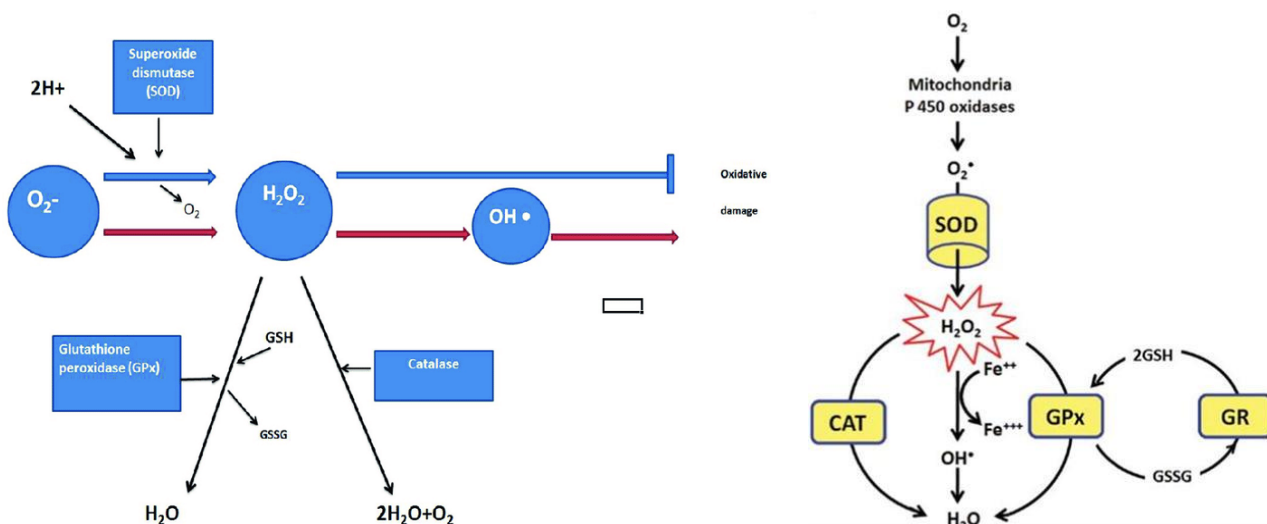 Superoxide
dismutase
(SOD)
2H+
O₂-
O₂
H₂O₂
OH •
Oxidative
damage
Glutathione
peroxidase (GPx)
GSH
GSSG
Catalase
H₂O
2H₂O+O₂
O₂
Mitochondria
P 450 oxidases
O₂•
SOD
H₂O₂
Fe⁺⁺
Fe⁺⁺⁺
2GSH
CAT
GPx
GR
OH•
GSSG
H₂O